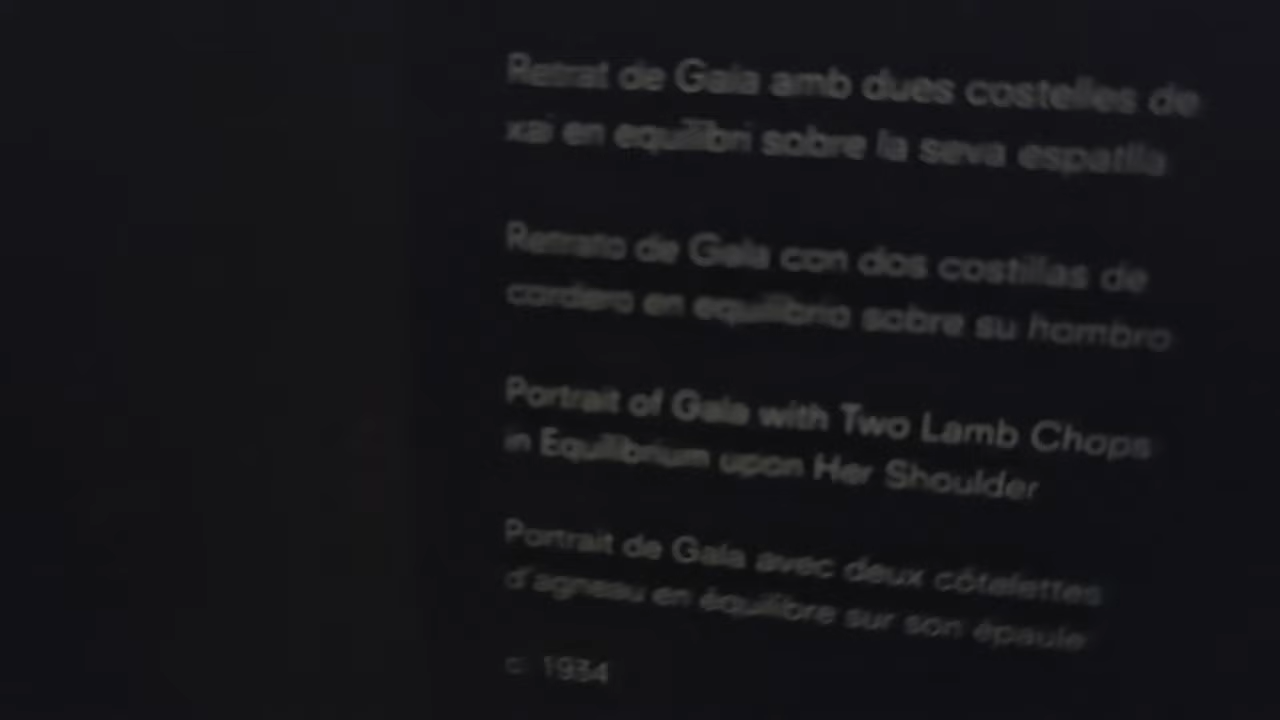 Retrat de Gala amb dues costelles de
xai en equilibri sobre la seva espatlla
Retrato de Gala con dos costillas de
cordero en equilibrio sobre su hombro
Portrait of Gala with Two Lamb Chops
in Equilibrium upon Her Shoulder
Portrait de Gala avec deux côtelettes
d'agneau en équilibre sur son épaule
c. 1934